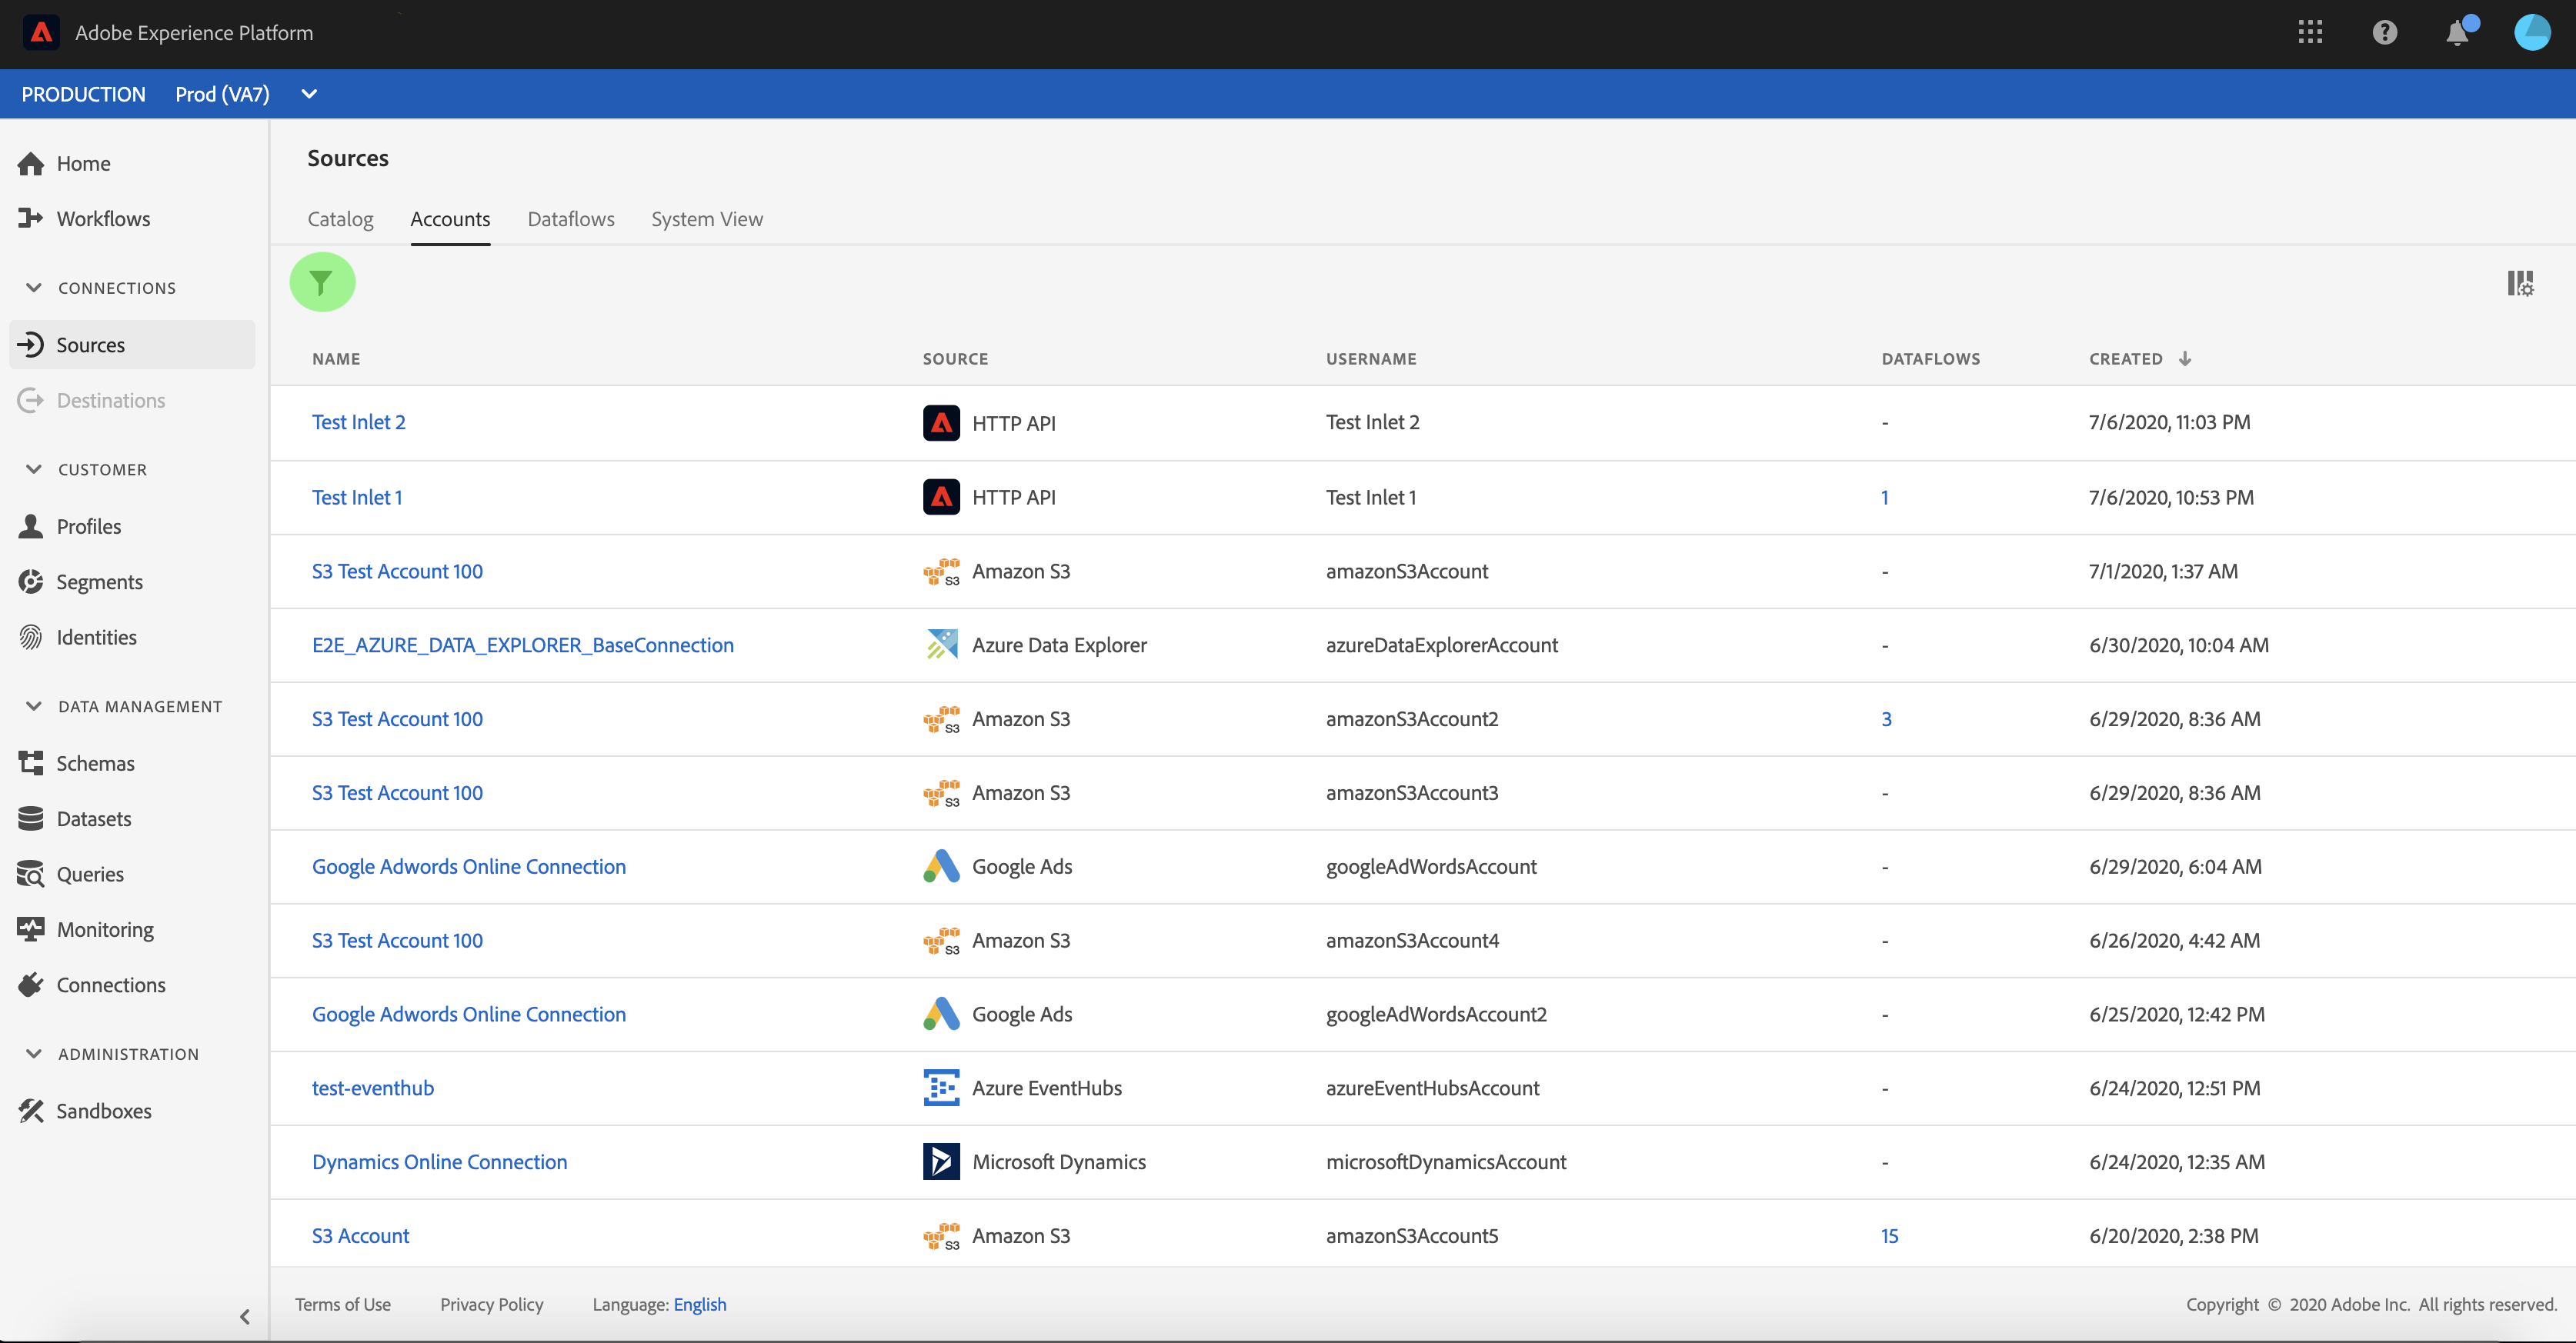 Adobe Experience Platform
PRODUCTION Prod (VA7)
Home
Workflows
CONNECTIONS
Sources
Destinations
CUSTOMER
Profiles
Segments
Identities
DATA MANAGEMENT
Schemas
Datasets
Queries
Monitoring
Connections
ADMINISTRATION
Sandboxes
Sources
Catalog Accounts Dataflows System View
NAME SOURCE USERNAME DATAFLOWS CREATED
Test Inlet 2 HTTP API Test Inlet 2 - 7/6/2020, 11:03 PM
Test Inlet 1 HTTP API Test Inlet 1 1 7/6/2020, 10:53 PM
S3 Test Account 100 S3 Amazon S3 amazonS3Account - 7/1/2020, 1:37 AM
E2E_AZURE_DATA_EXPLORER_BaseConnection Azure Data Explorer azureDataExplorerAccount - 6/30/2020, 10:04 AM
S3 Test Account 100 S3 Amazon S3 amazonS3Account2 3 6/29/2020, 8:36 AM
S3 Test Account 100 S3 Amazon S3 amazonS3Account3 - 6/29/2020, 8:36 AM
Google Adwords Online Connection Google Ads googleAdWordsAccount - 6/29/2020, 6:04 AM
S3 Test Account 100 S3 Amazon S3 amazonS3Account4 - 6/26/2020, 4:42 AM
Google Adwords Online Connection Google Ads googleAdWordsAccount2 - 6/25/2020, 12:42 PM
test-eventhub Azure EventHubs azureEventHubsAccount - 6/24/2020, 12:51 PM
Dynamics Online Connection Microsoft Dynamics microsoftDynamicsAccount - 6/24/2020, 12:35 AM
S3 Account S3 Amazon S3 amazonS3Account5 15 6/20/2020, 2:38 PM
Terms of Use Privacy Policy Language: English Copyright © 2020 Adobe Inc. All rights reserved.